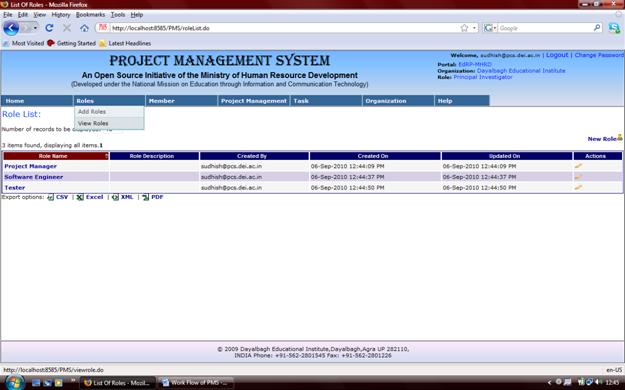 List Of Roles - Mozilla Firefox
File Edit View History Bookmarks Tools Help
http://localhost:8585/PMS/roleList.do
Google
Most Visited Getting Started Latest Headlines
PROJECT MANAGEMENT SYSTEM
An Open Source Initiative of the Ministry of Human Resource Development
(Developed under the National Mission on Education through Information and Communication Technology)
Welcome, sudhish@pcs.dei.ac.in | Logout | Change Password
Portal: EdRP-MHRD
Organization: Dayalbagh Educational Institute
Role: Principal Investigator
Home Roles Member Project Management Task Organization Help
Add Roles
View Roles
Role List:
Number of records to be displayed
New Role
3 items found, displaying all items.1
Role Name Role Description Created By Created On Updated On Actions
Project Manager sudhish@pcs.dei.ac.in 06-Sep-2010 12:44:09 PM 06-Sep-2010 12:44:09 PM
Software Engineer sudhish@pcs.dei.ac.in 06-Sep-2010 12:44:37 PM 06-Sep-2010 12:44:37 PM
Tester sudhish@pcs.dei.ac.in 06-Sep-2010 12:44:50 PM 06-Sep-2010 12:44:50 PM
Export options: CSV | Excel | XML | PDF
© 2009 Dayalbagh Educational Institute,Dayalbagh,Agra UP 282110,
INDIA Phone: +91-562-2801545 Fax: +91-562-2801226
http://localhost:8585/PMS/viewrole.do
en-US
List Of Roles - Mozil... Work Flow of PMS -... 12:45